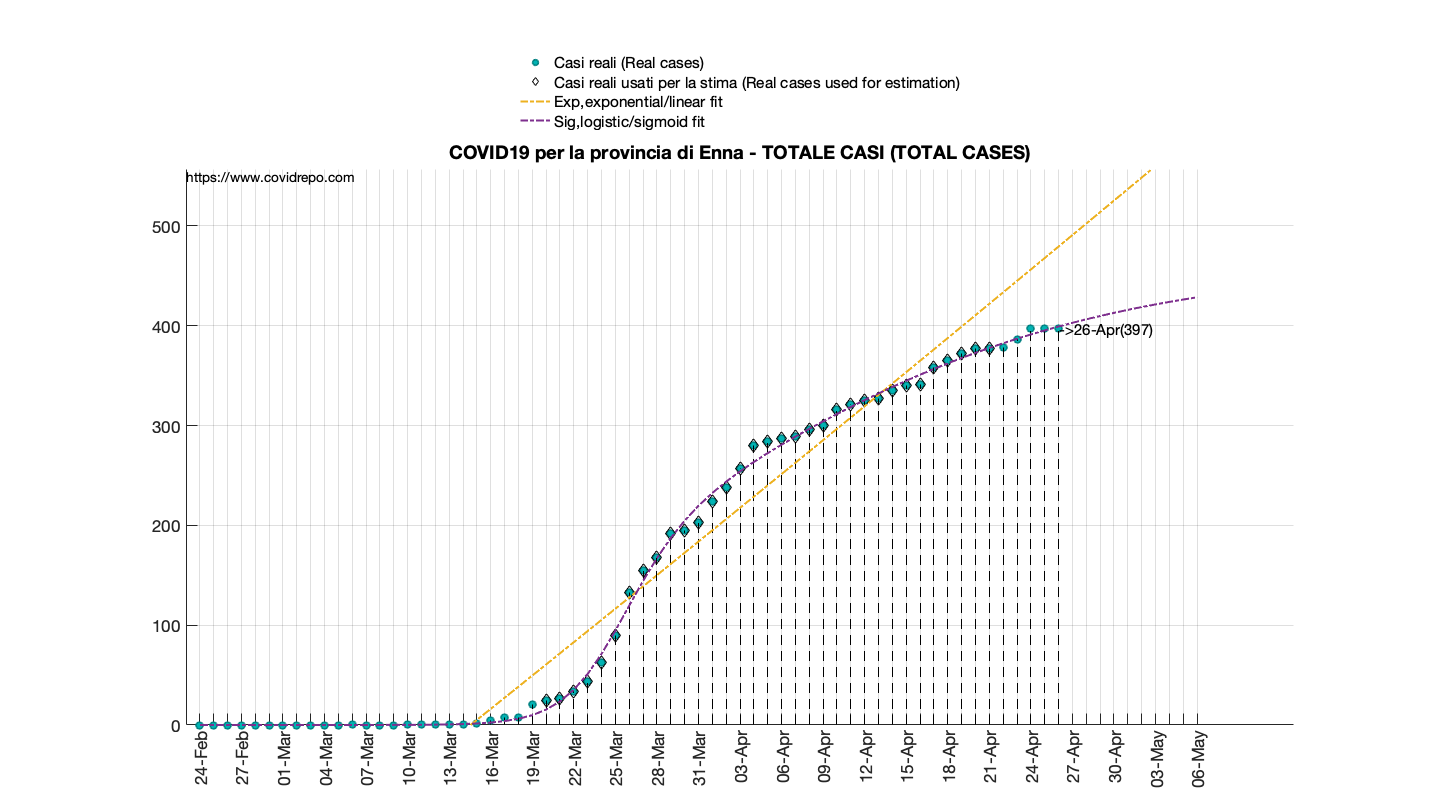 Casi reali (Real cases)
Casi reali usati per la stima (Real cases used for estimation)
Exp,exponential/linear fit
Sig,logistic/sigmoid fit
COVID19 per la provincia di Enna - TOTALE CASI (TOTAL CASES)
https://www.covidrepo.com
500
400
->26-Apr(397)
300
200
100
0
24-Feb
27-Feb
01-Mar
04-Mar
07-Mar
10-Mar
13-Mar
16-Mar
19-Mar
22-Mar
25-Mar
28-Mar
31-Mar
03-Apr
06-Apr
09-Apr
12-Apr
15-Apr
18-Apr
21-Apr
24-Apr
27-Apr
30-Apr
03-May
06-May